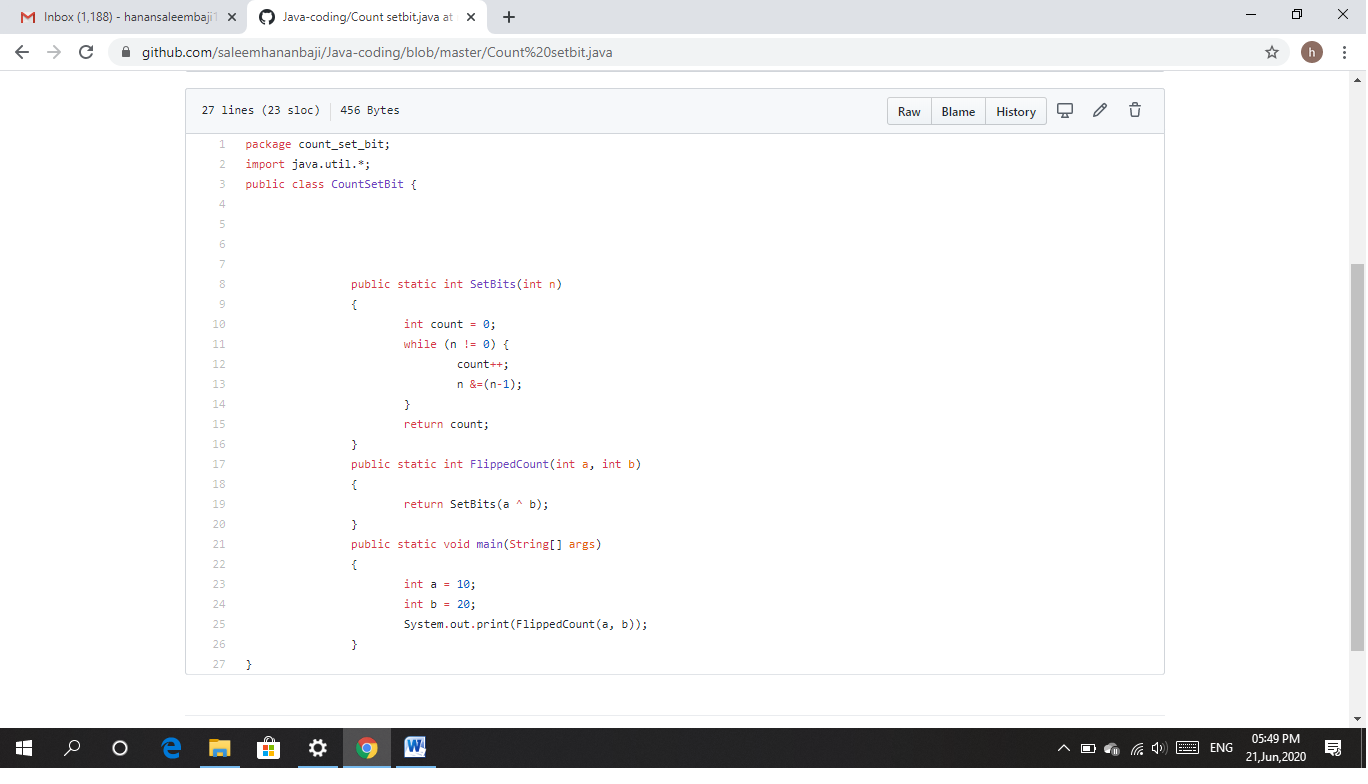 Inbox (1,188) - hanansaleembaji1
Java-coding/Count setbit.java at
github.com/saleemhananbaji/Java-coding/blob/master/Count%20setbit.java
h
27 lines (23 sloc) 456 Bytes
Raw Blame History
1 package count_set_bit;
2 import java.util.*;
3 public class CountSetBit {
4
5
6
7
8 public static int SetBits(int n)
9 {
10 int count = 0;
11 while (n != 0) {
12 count++;
13 n &=(n-1);
14 }
15 return count;
16 }
17 public static int FlippedCount(int a, int b)
18 {
19 return SetBits(a ^ b);
20 }
21 public static void main(String[] args)
22 {
23 int a = 10;
24 int b = 20;
25 System.out.print(FlippedCount(a, b));
26 }
27 }
ENG
05:49 PM
21,Jun,2020